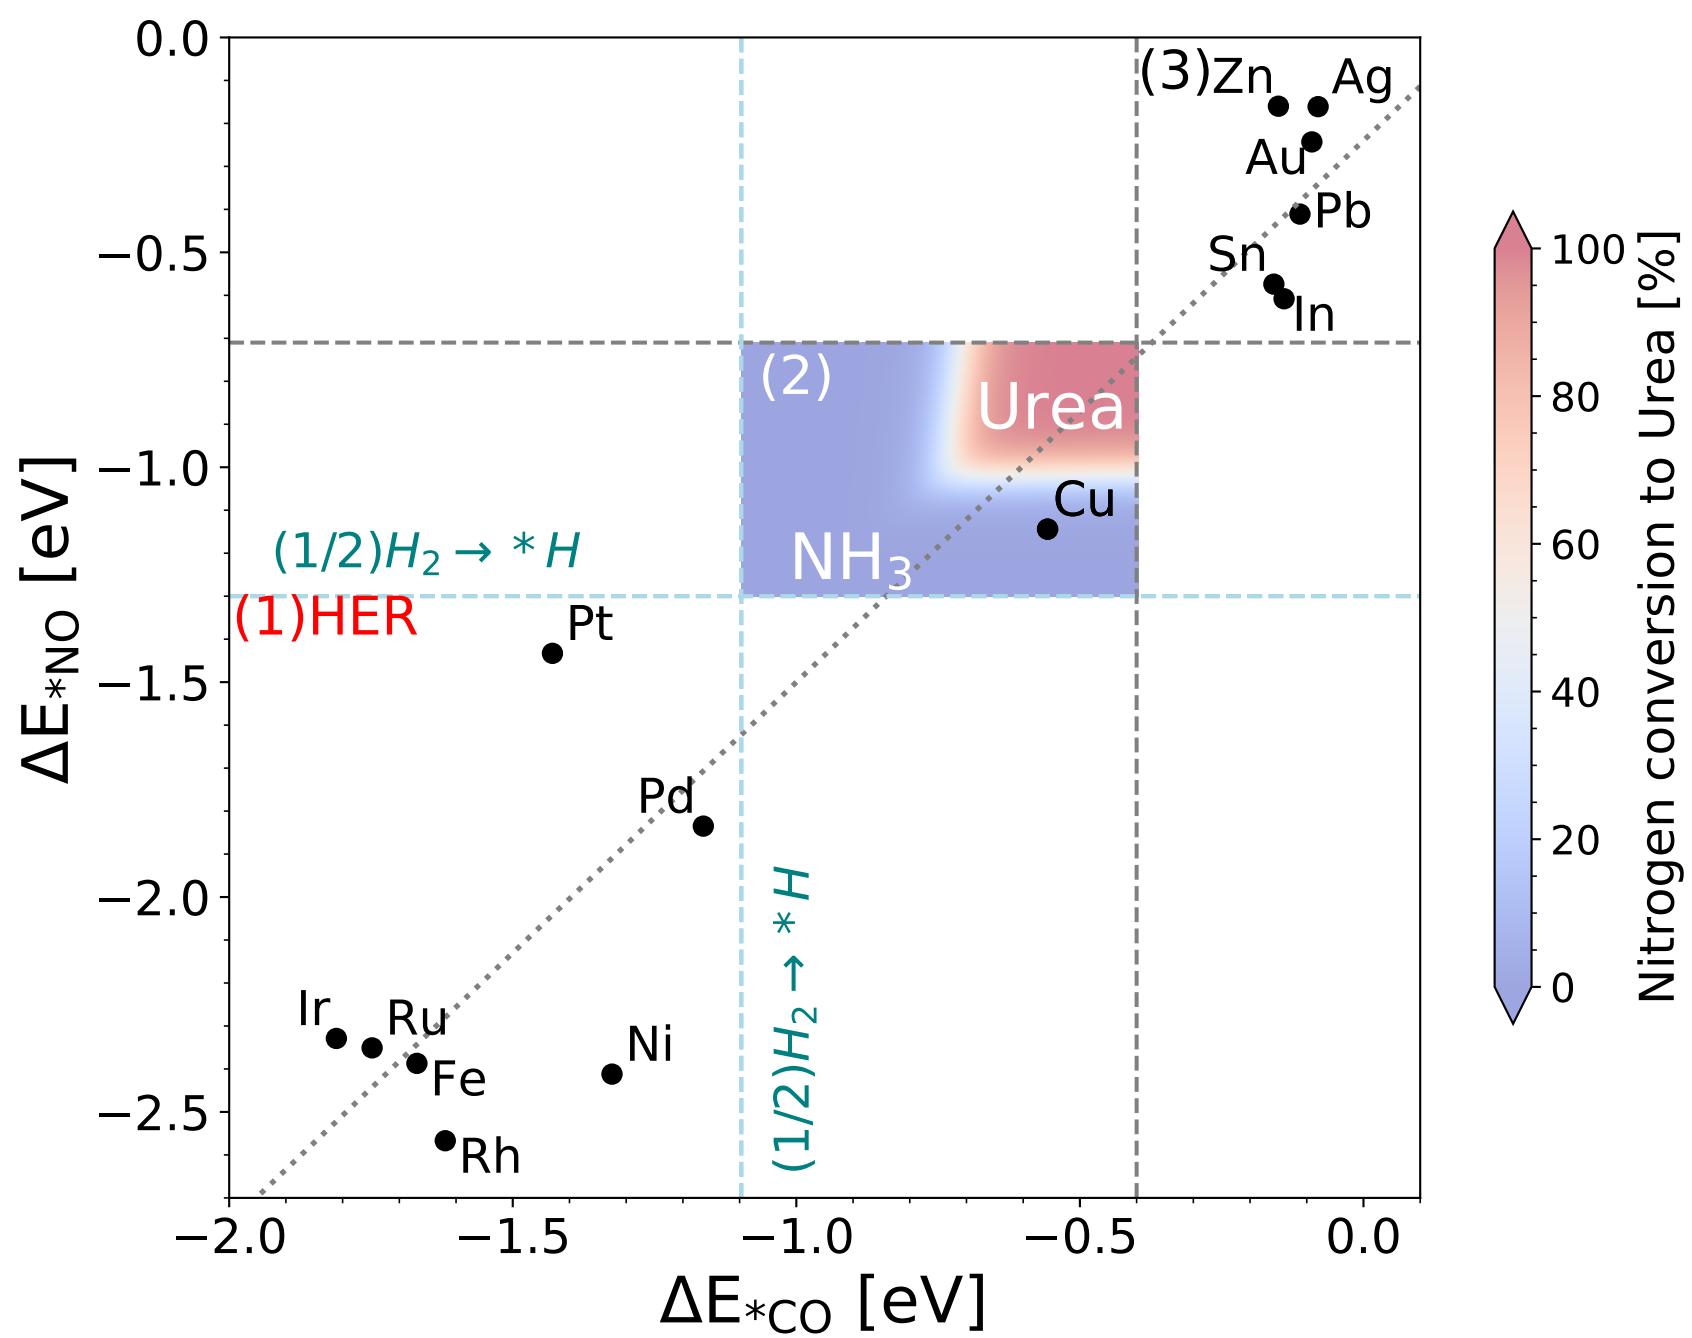 0.0
−0.5
−1.0
−1.5
−2.0
−2.5
ΔE*NO [eV]
−2.0
−1.5
−1.0
−0.5
0.0
ΔE*CO [eV]
(3)
Zn
Ag
Au
Pb
Sn
In
(2)
Urea
Cu
NH3
(1/2)H2 → *H
(1)HER
Pt
Pd
(1/2)H2 → *H
Ir
Ru
Fe
Ni
Rh
100
80
60
40
20
0
Nitrogen conversion to Urea [%]